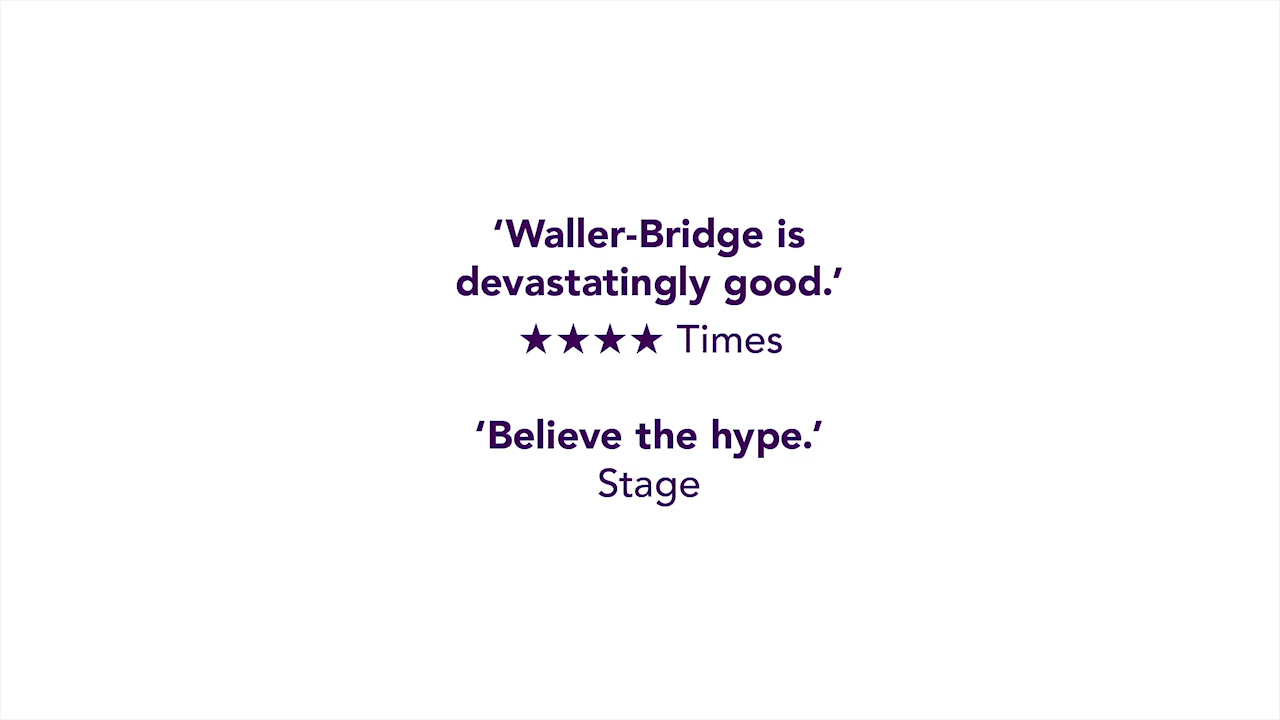 ‘Waller-Bridge is
devastatingly good.’
★★★★ Times
‘Believe the hype.’
Stage